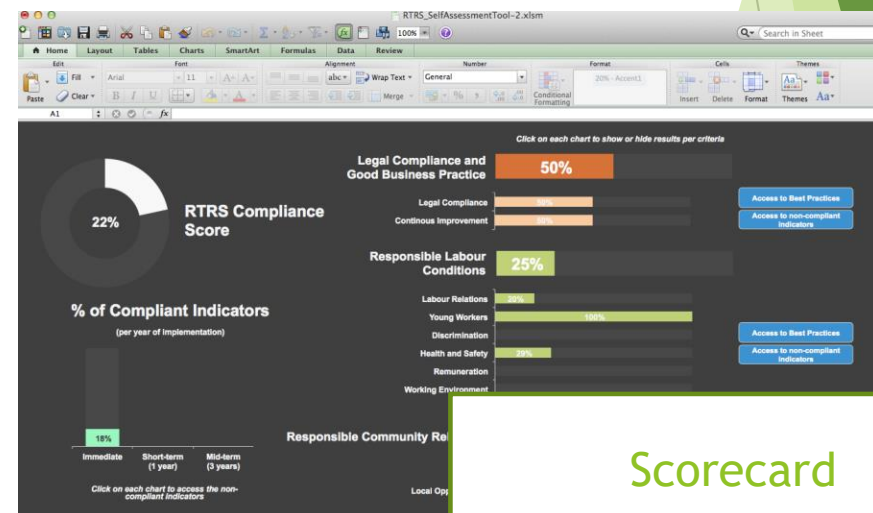 RTRS_SelfAssessmentTool-2.xlsm
100%
Search in Sheet
Home Layout Tables Charts SmartArt Formulas Data Review
Edit Font Alignment Number Format Cells Themes
Fill Arial 11 A+ A- abc Wrap Text General 20% - Accent1 Aa
Paste Clear B I U A Merge % , Conditional Formatting Insert Delete Format Themes Aa
A1 fx
Click on each chart to show or hide results per criteria
Legal Compliance and
Good Business Practice
50%
Legal Compliance 50%
Continous Improvement 50%
Access to Best Practices
Access to non-compliant
indicators
22%
RTRS Compliance
Score
Responsible Labour
Conditions
25%
Labour Relations 20%
Young Workers 100%
Discrimination
Health and Safety
Remuneration
Working Environment
Access to Best Practices
Access to non-compliant
indicators
% of Compliant Indicators
(per year of implementation)
18%
Immediate Short-term Mid-term
(1 year) (3 years)
Click on each chart to access the non-
compliant indicators
Responsible Community
Local
Scorecard